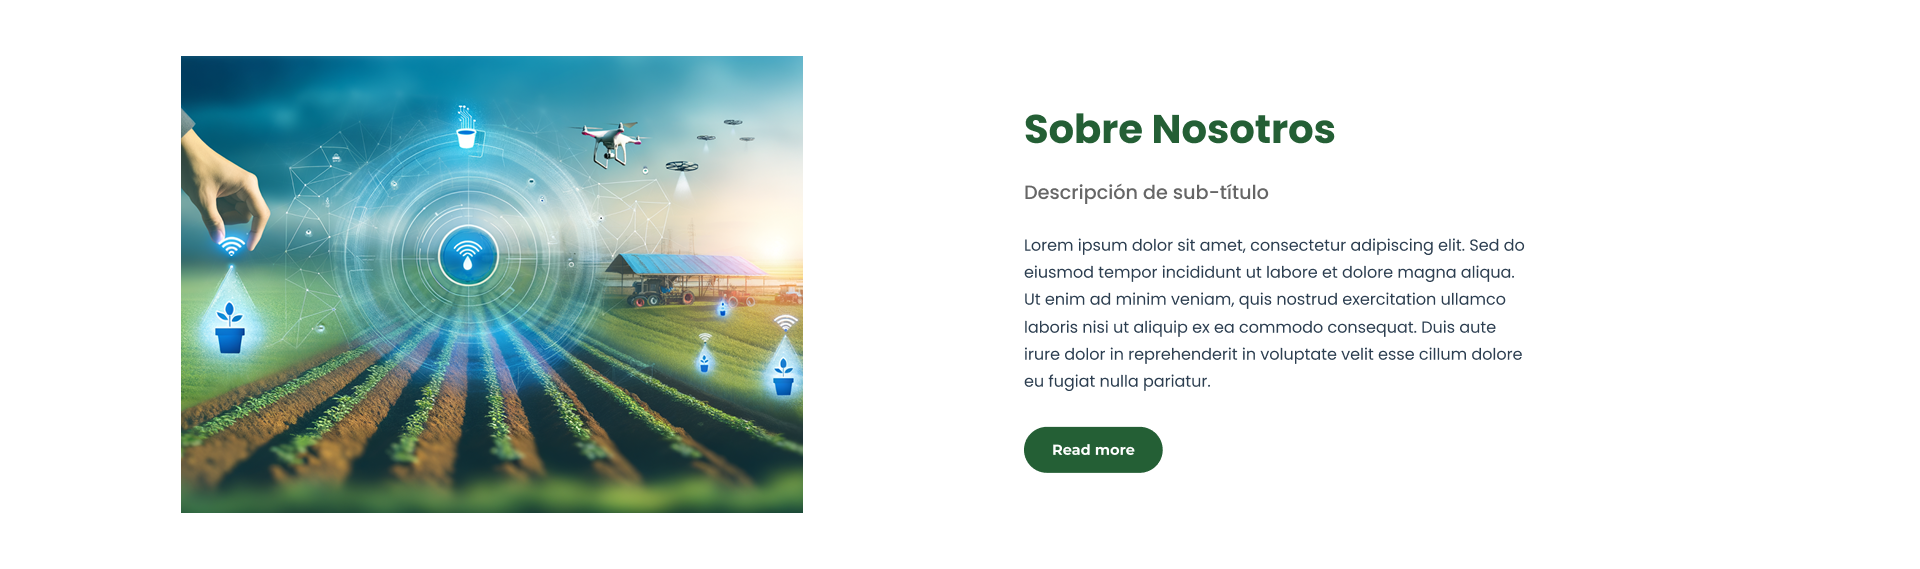 Sobre Nosotros
Descripción de sub-título
Lorem ipsum dolor sit amet, consectetur adipiscing elit. Sed do
eiusmod tempor incididunt ut labore et dolore magna aliqua.
Ut enim ad minim veniam, quis nostrud exercitation ullamco
laboris nisi ut aliquip ex ea commodo consequat. Duis aute
irure dolor in reprehenderit in voluptate velit esse cillum dolore
eu fugiat nulla pariatur.
Read more